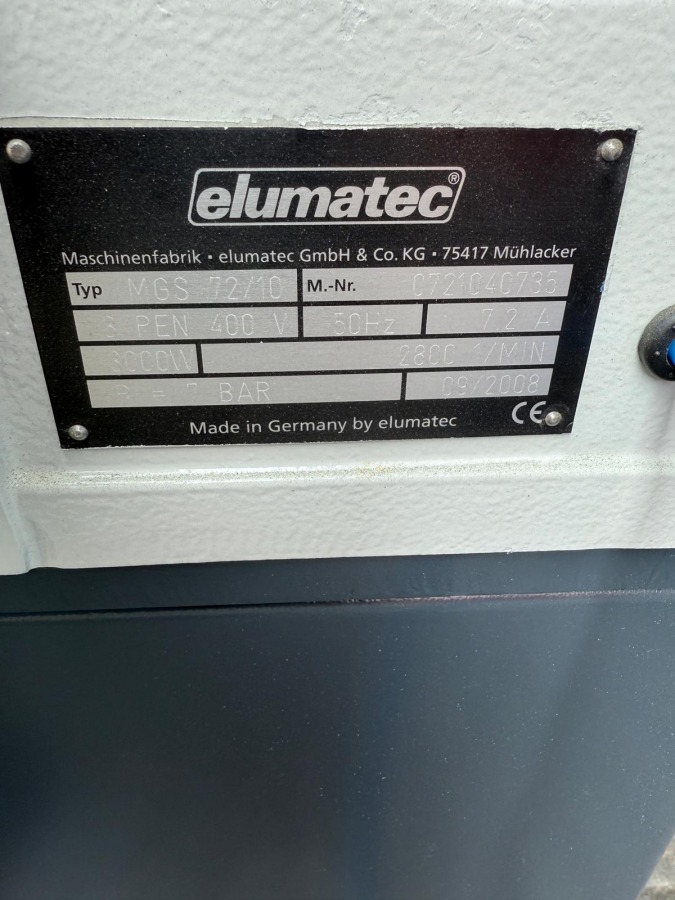 elumatec®
Maschinenfabrik • elumatec GmbH & Co. KG • 75417 Mühlacker
Typ MGS 72/10 M.-Nr. 0721040735
3 PEN 400 V 50Hz 7.2 A
3000W 2800 1/MIN
= 7 BAR 09/2008
Made in Germany by elumatec CE